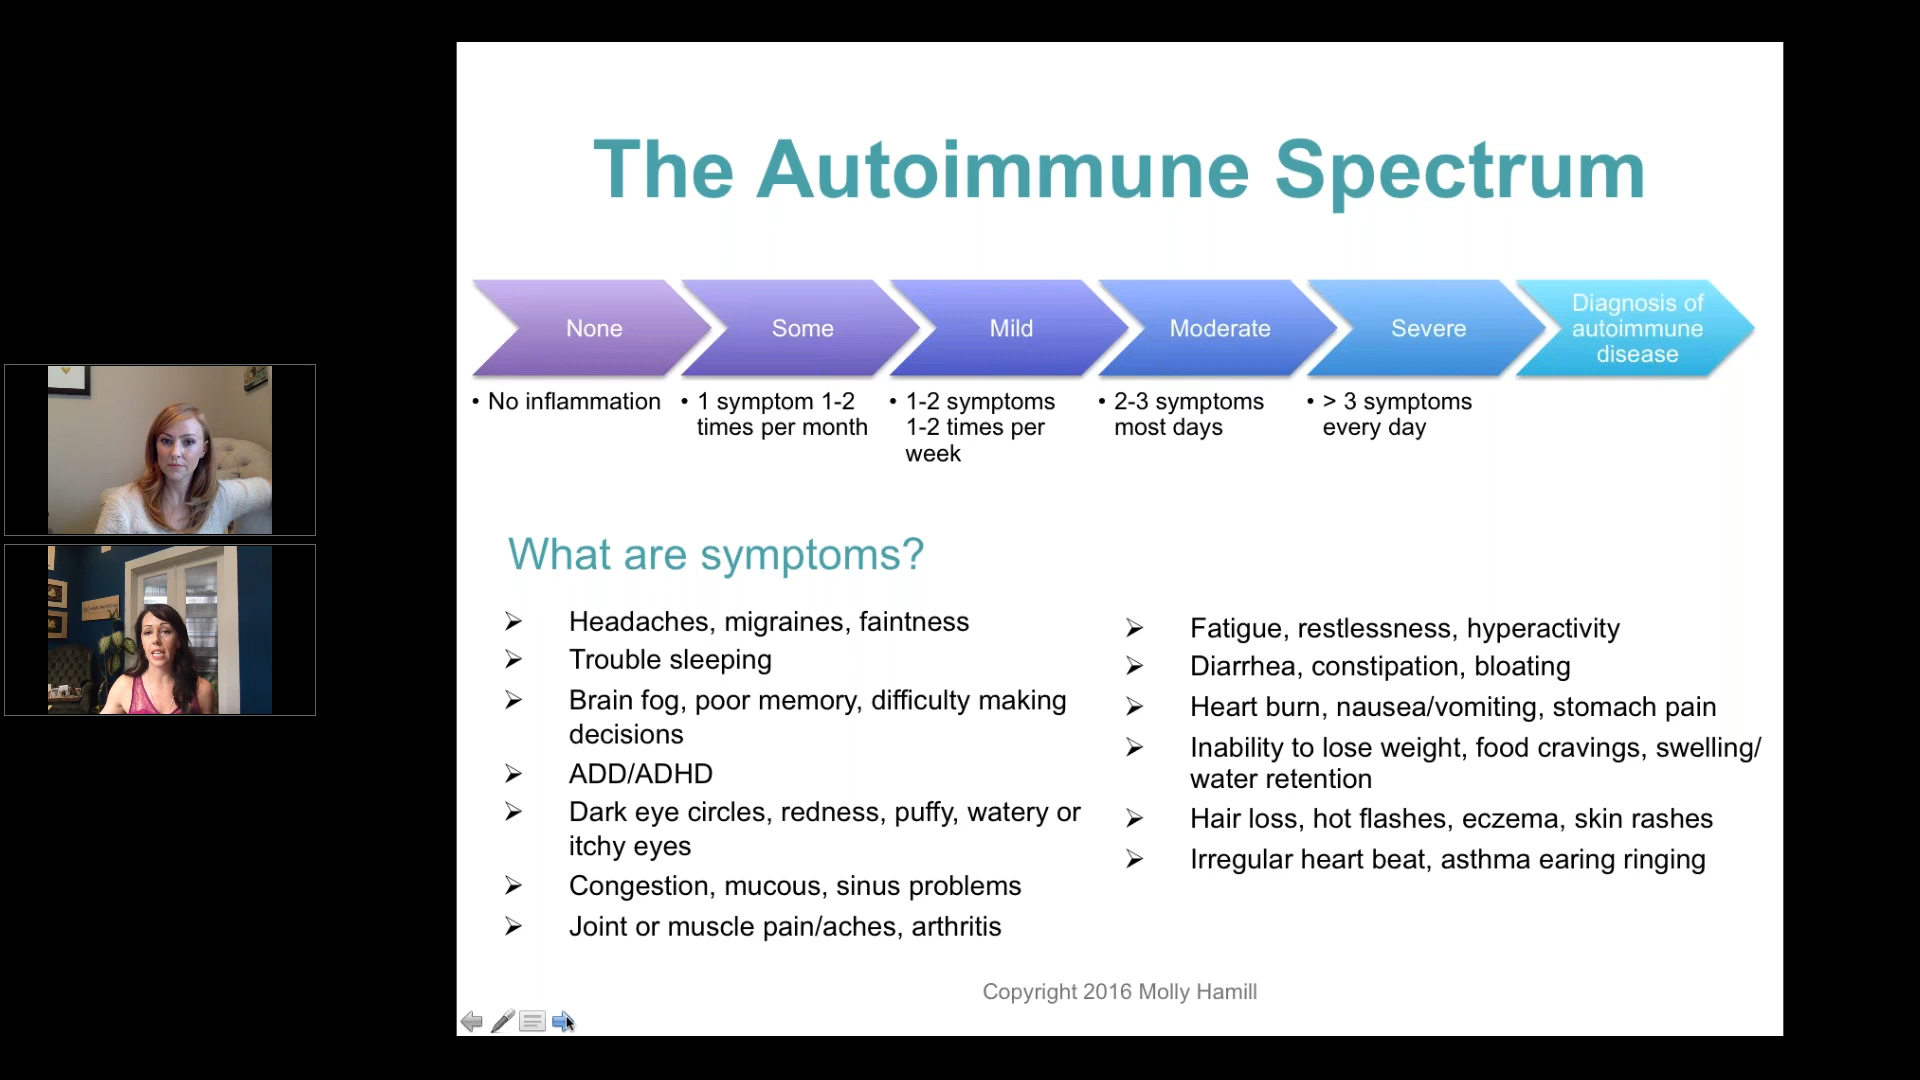 The Autoimmune Spectrum
None
Some
Mild
Moderate
Severe
Diagnosis of
autoimmune
disease
• No inflammation
• 1 symptom 1-2
times per month
• 1-2 symptoms
1-2 times per
week
• 2-3 symptoms
most days
• > 3 symptoms
every day
What are symptoms?
➢ Headaches, migraines, faintness
➢ Trouble sleeping
➢ Brain fog, poor memory, difficulty making
decisions
➢ ADD/ADHD
➢ Dark eye circles, redness, puffy, watery or
itchy eyes
➢ Congestion, mucous, sinus problems
➢ Joint or muscle pain/aches, arthritis
➢ Fatigue, restlessness, hyperactivity
➢ Diarrhea, constipation, bloating
➢ Heart burn, nausea/vomiting, stomach pain
➢ Inability to lose weight, food cravings, swelling/
water retention
➢ Hair loss, hot flashes, eczema, skin rashes
➢ Irregular heart beat, asthma earing ringing
Copyright 2016 Molly Hamill